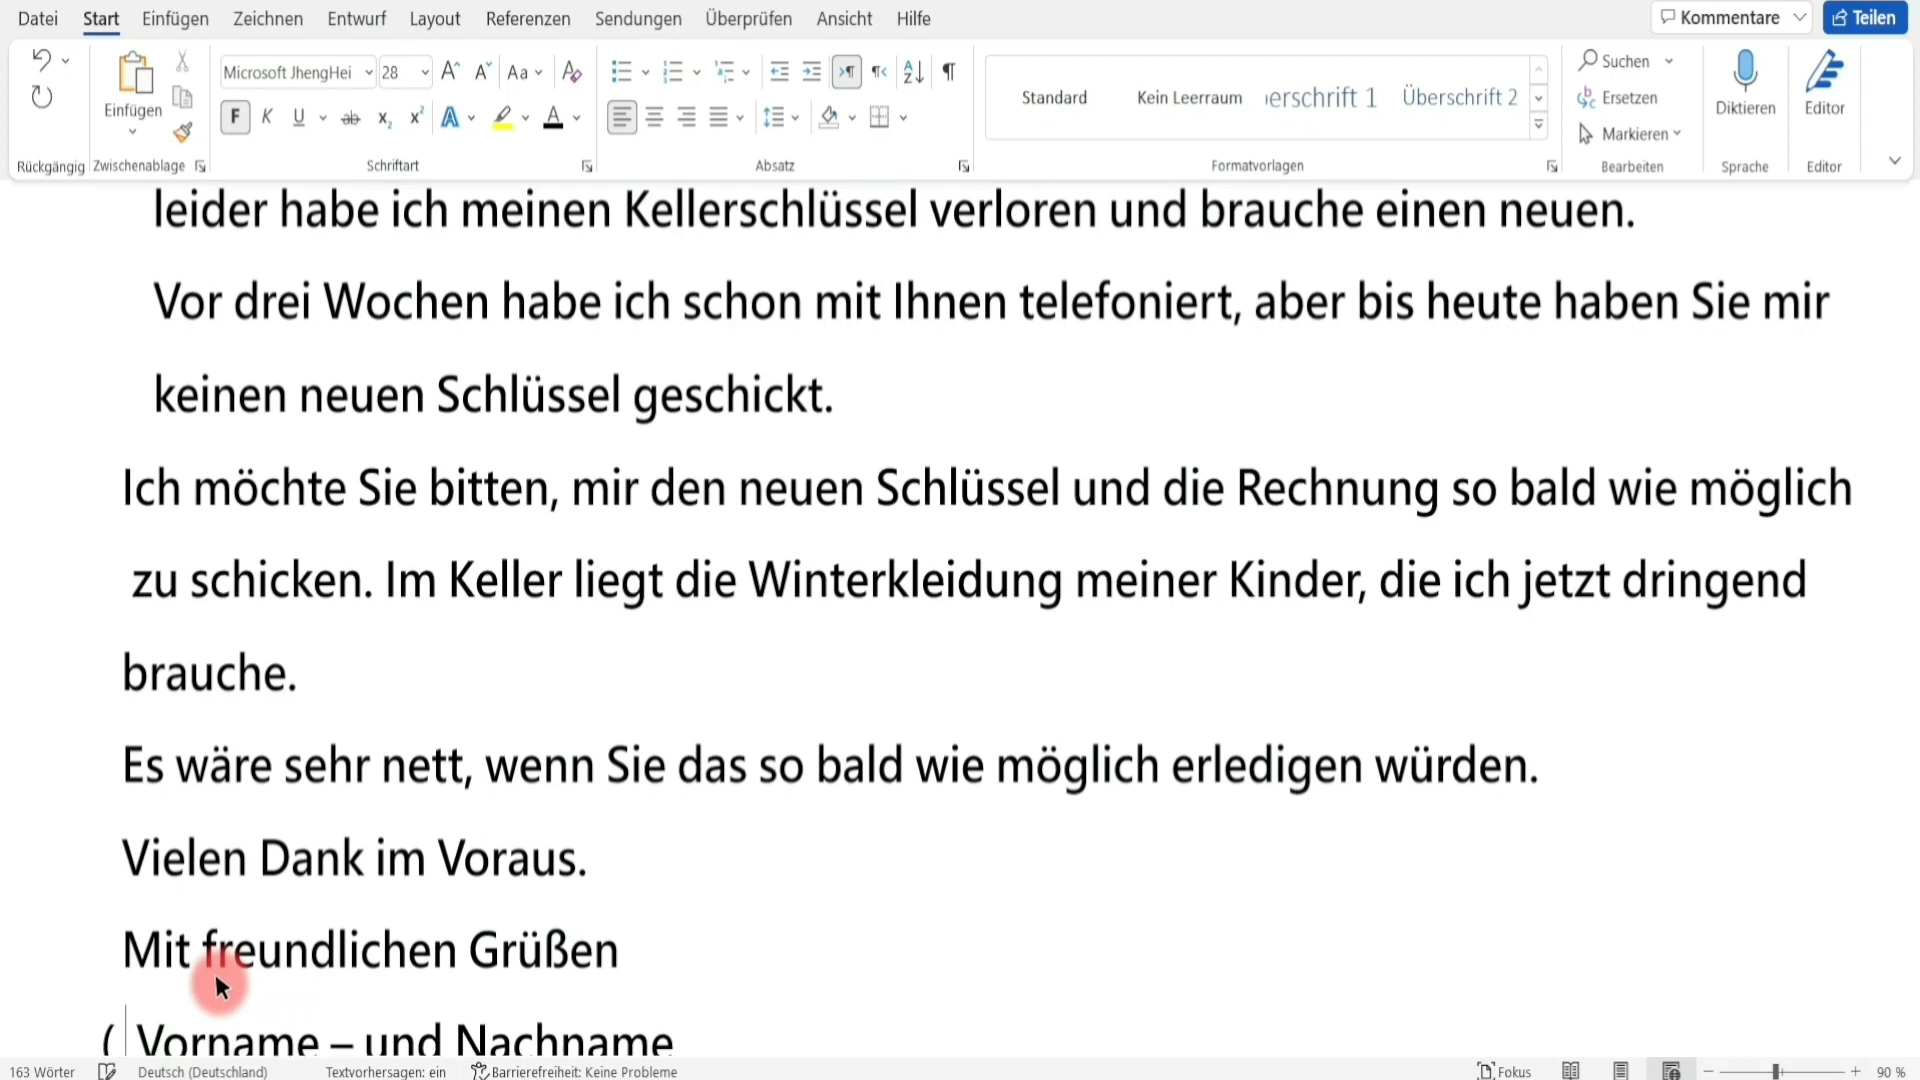 Datei Start Einfügen Zeichnen Entwurf Layout Referenzen Sendungen Überprüfen Ansicht Hilfe Kommentare Teilen
Microsoft JhengHei 28 Aa
Einfügen
F K U ab x₂ x² A A
Standard Kein Leerraum erschrift 1 Überschrift 2
Suchen
Ersetzen
Markieren
Diktieren Editor
Rückgängig Zwischenablage Schriftart Absatz Formatvorlagen Bearbeiten Sprache Editor
leider habe ich meinen Kellerschlüssel verloren und brauche einen neuen.
Vor drei Wochen habe ich schon mit Ihnen telefoniert, aber bis heute haben Sie mir
keinen neuen Schlüssel geschickt.
Ich möchte Sie bitten, mir den neuen Schlüssel und die Rechnung so bald wie möglich
zu schicken. Im Keller liegt die Winterkleidung meiner Kinder, die ich jetzt dringend
brauche.
Es wäre sehr nett, wenn Sie das so bald wie möglich erledigen würden.
Vielen Dank im Voraus.
Mit freundlichen Grüßen
( Vorname – und Nachname
163 Wörter Deutsch (Deutschland) Textvorhersagen: ein Barrierefreiheit: Keine Probleme Fokus 90 %